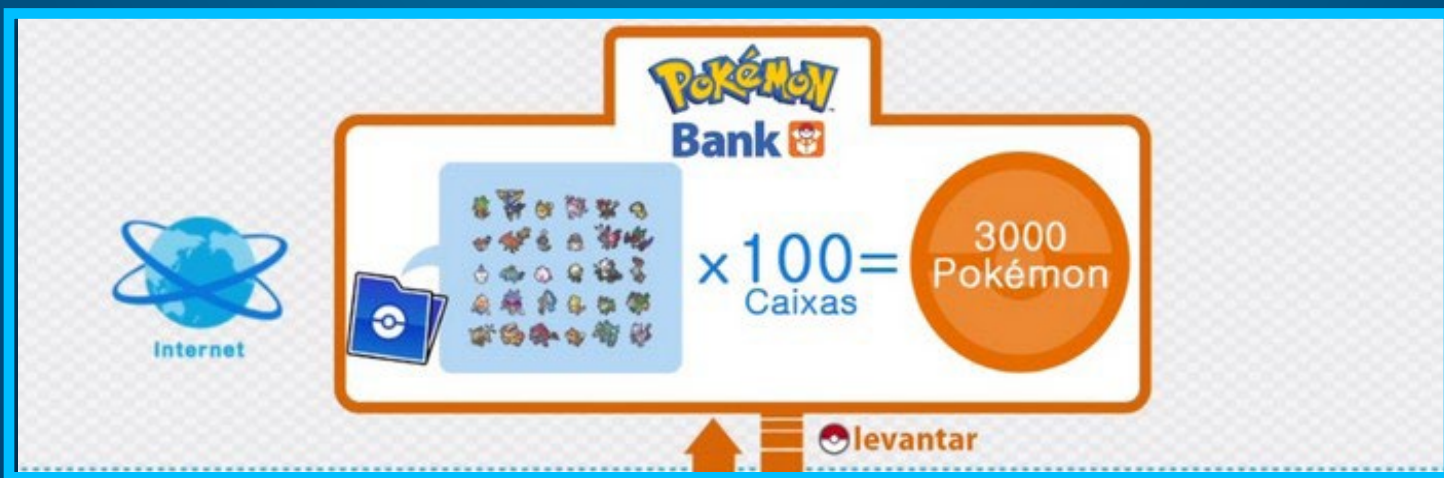 POKéMON
Bank
x100=
Caixas
3000
Pokémon
Internet
levantar